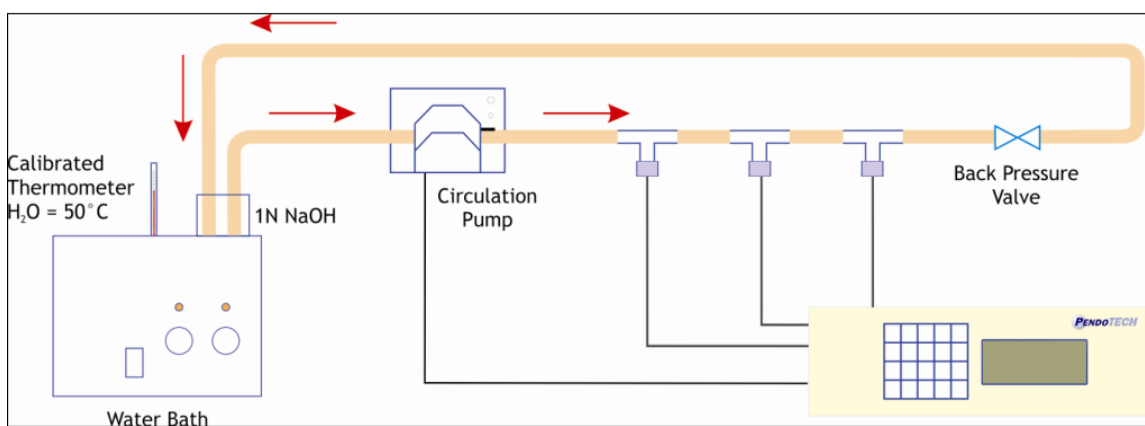 Calibrated
Thermometer
H₂O = 50°C
1N NaOH
Circulation
Pump
Back Pressure
Valve
PENDOTECH
Water Bath